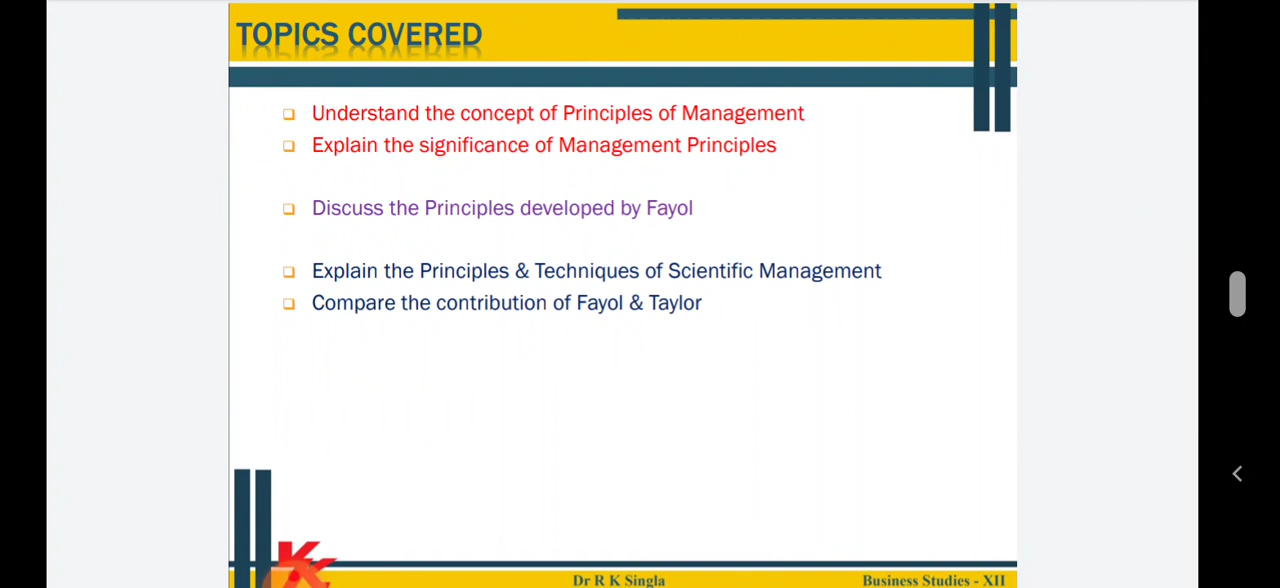 TOPICS COVERED
Understand the concept of Principles of Management
Explain the significance of Management Principles
Discuss the Principles developed by Fayol
Explain the Principles & Techniques of Scientific Management
Compare the contribution of Fayol & Taylor
Dr R K Singla
Business Studies - XII